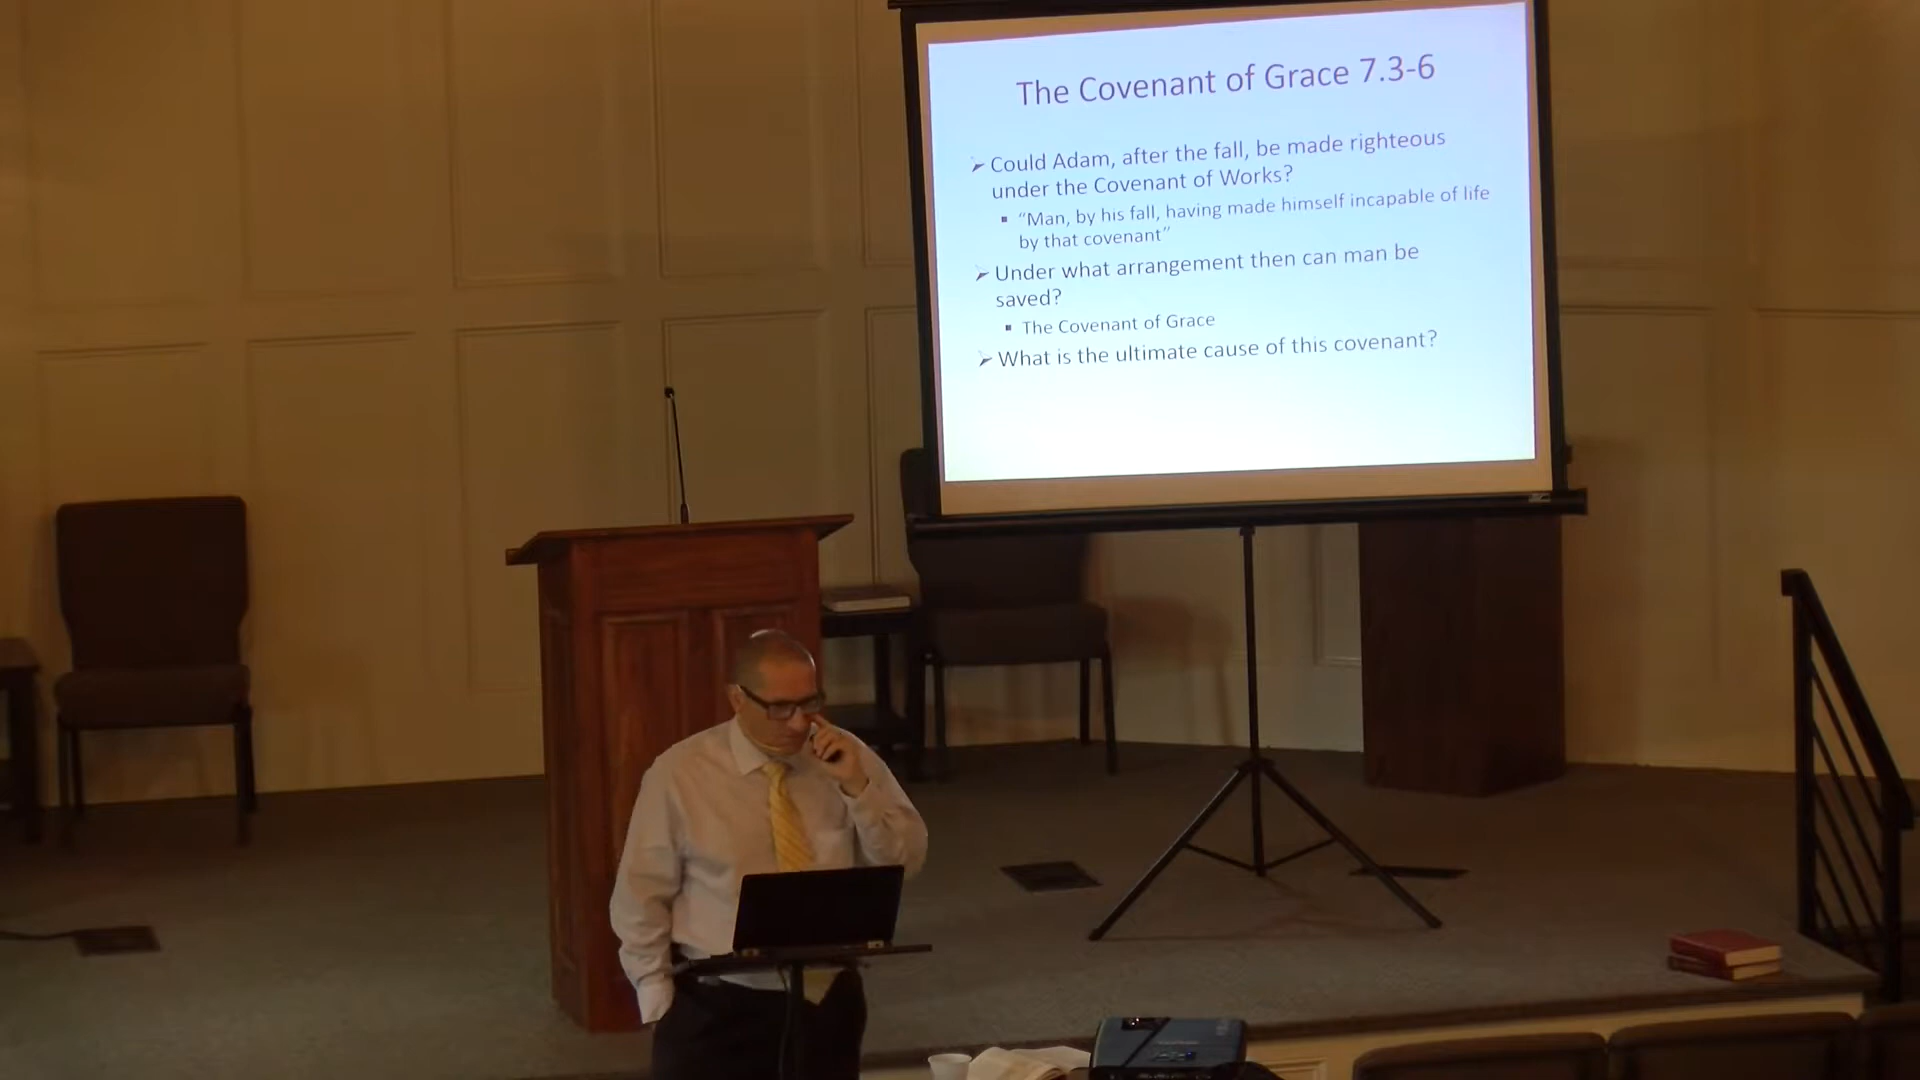 The Covenant of Grace 7.3-6
Could Adam, after the fall, be made righteous
under the Covenant of Works?
“Man, by his fall, having made himself incapable of life
by that covenant”
Under what arrangement then can man be
saved?
The Covenant of Grace
What is the ultimate cause of this covenant?